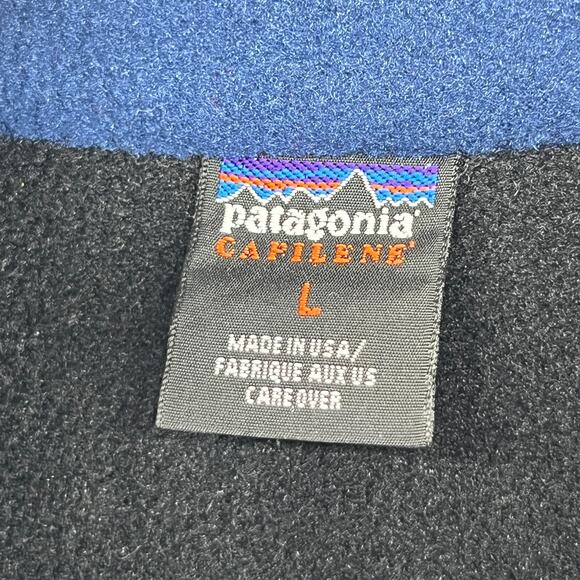 patagonia®
CAPILENE®
L
MADE IN USA/
FABRIQUE AUX US
CARE OVER